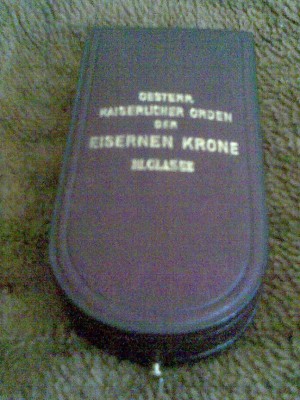 OESTERR.
KAISERLICHER ORDEN
DER
EISERNEN KRONE
III. CLASSE